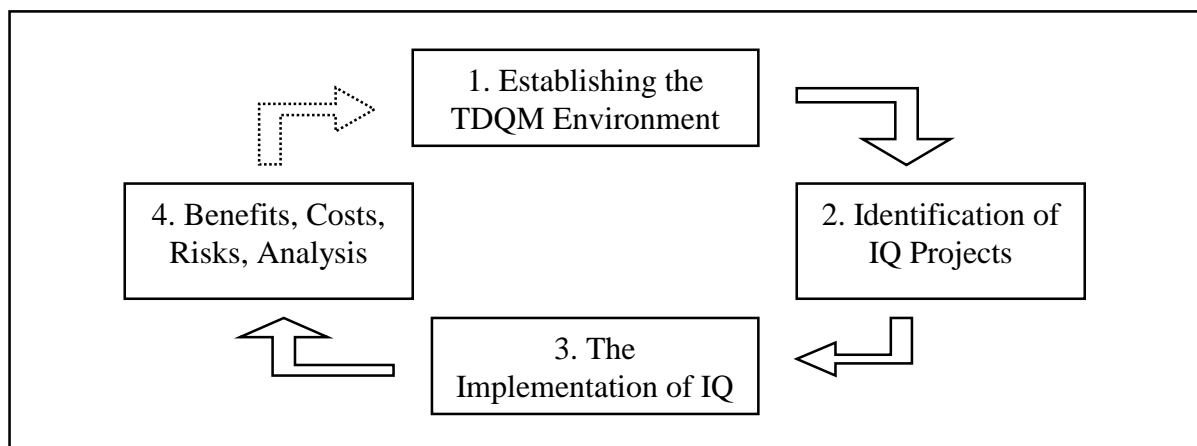 1. Establishing the
TDQM Environment
2. Identification of
IQ Projects
3. The
Implementation of IQ
4. Benefits, Costs,
Risks, Analysis